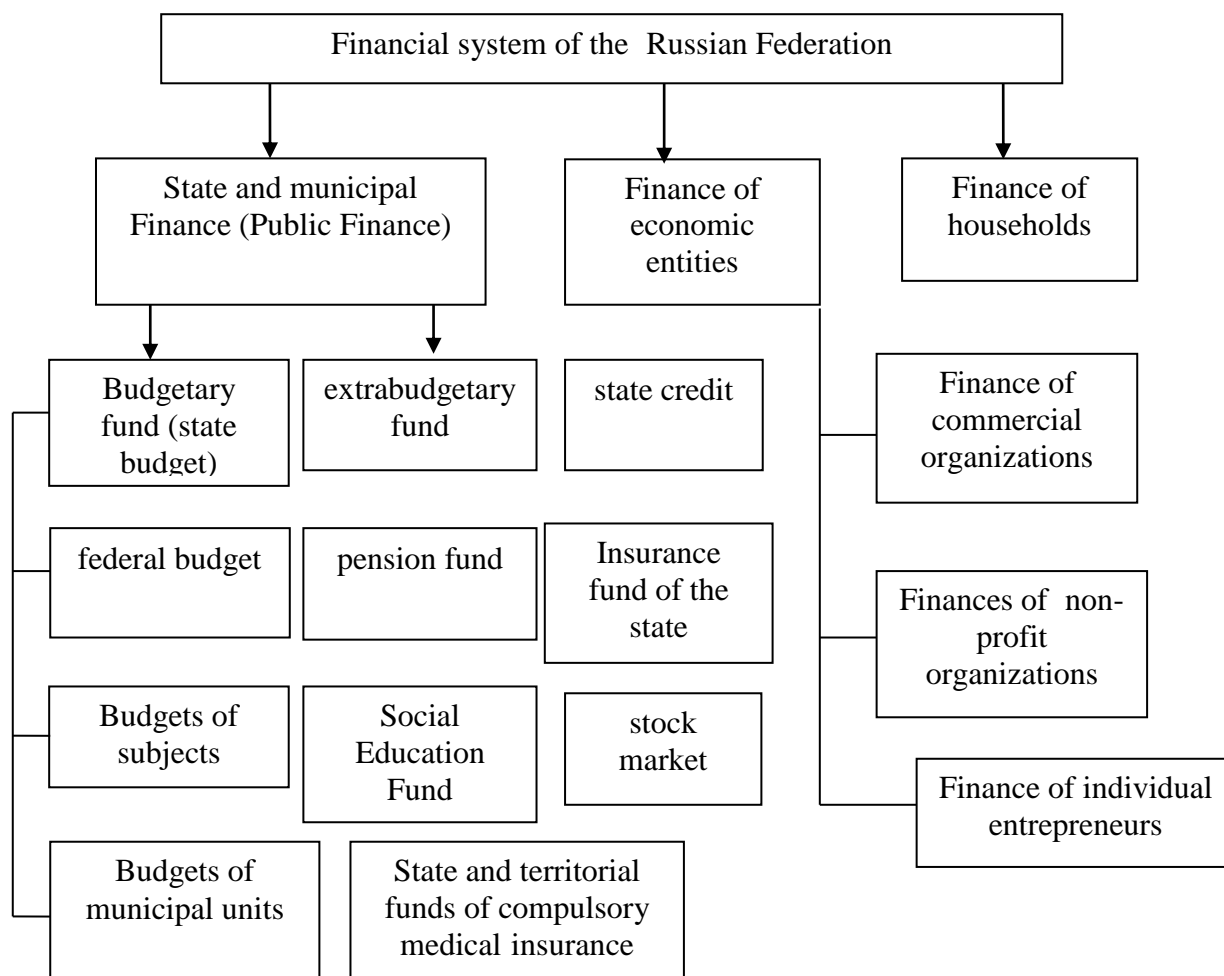 Financial system of the Russian Federation
State and municipal
Finance (Public Finance)
Finance of
economic
entities
Finance of
households
Budgetary
fund (state
budget)
extrabudgetary
fund
state credit
Finance of
commercial
organizations
federal budget
pension fund
Insurance
fund of the
state
Finances of non-
profit
organizations
Budgets of
subjects
Social
Education
Fund
stock
market
Finance of individual
entrepreneurs
Budgets of
municipal units
State and territorial
funds of compulsory
medical insurance